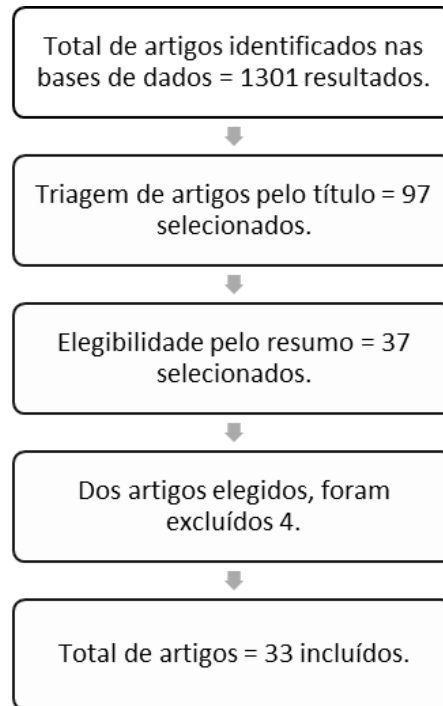 Total de artigos identificados nas
bases de dados = 1301 resultados.
Triagem de artigos pelo título = 97
selecionados.
Elegibilidade pelo resumo = 37
selecionados.
Dos artigos elegidos, foram
excluídos 4.
Total de artigos = 33 incluídos.